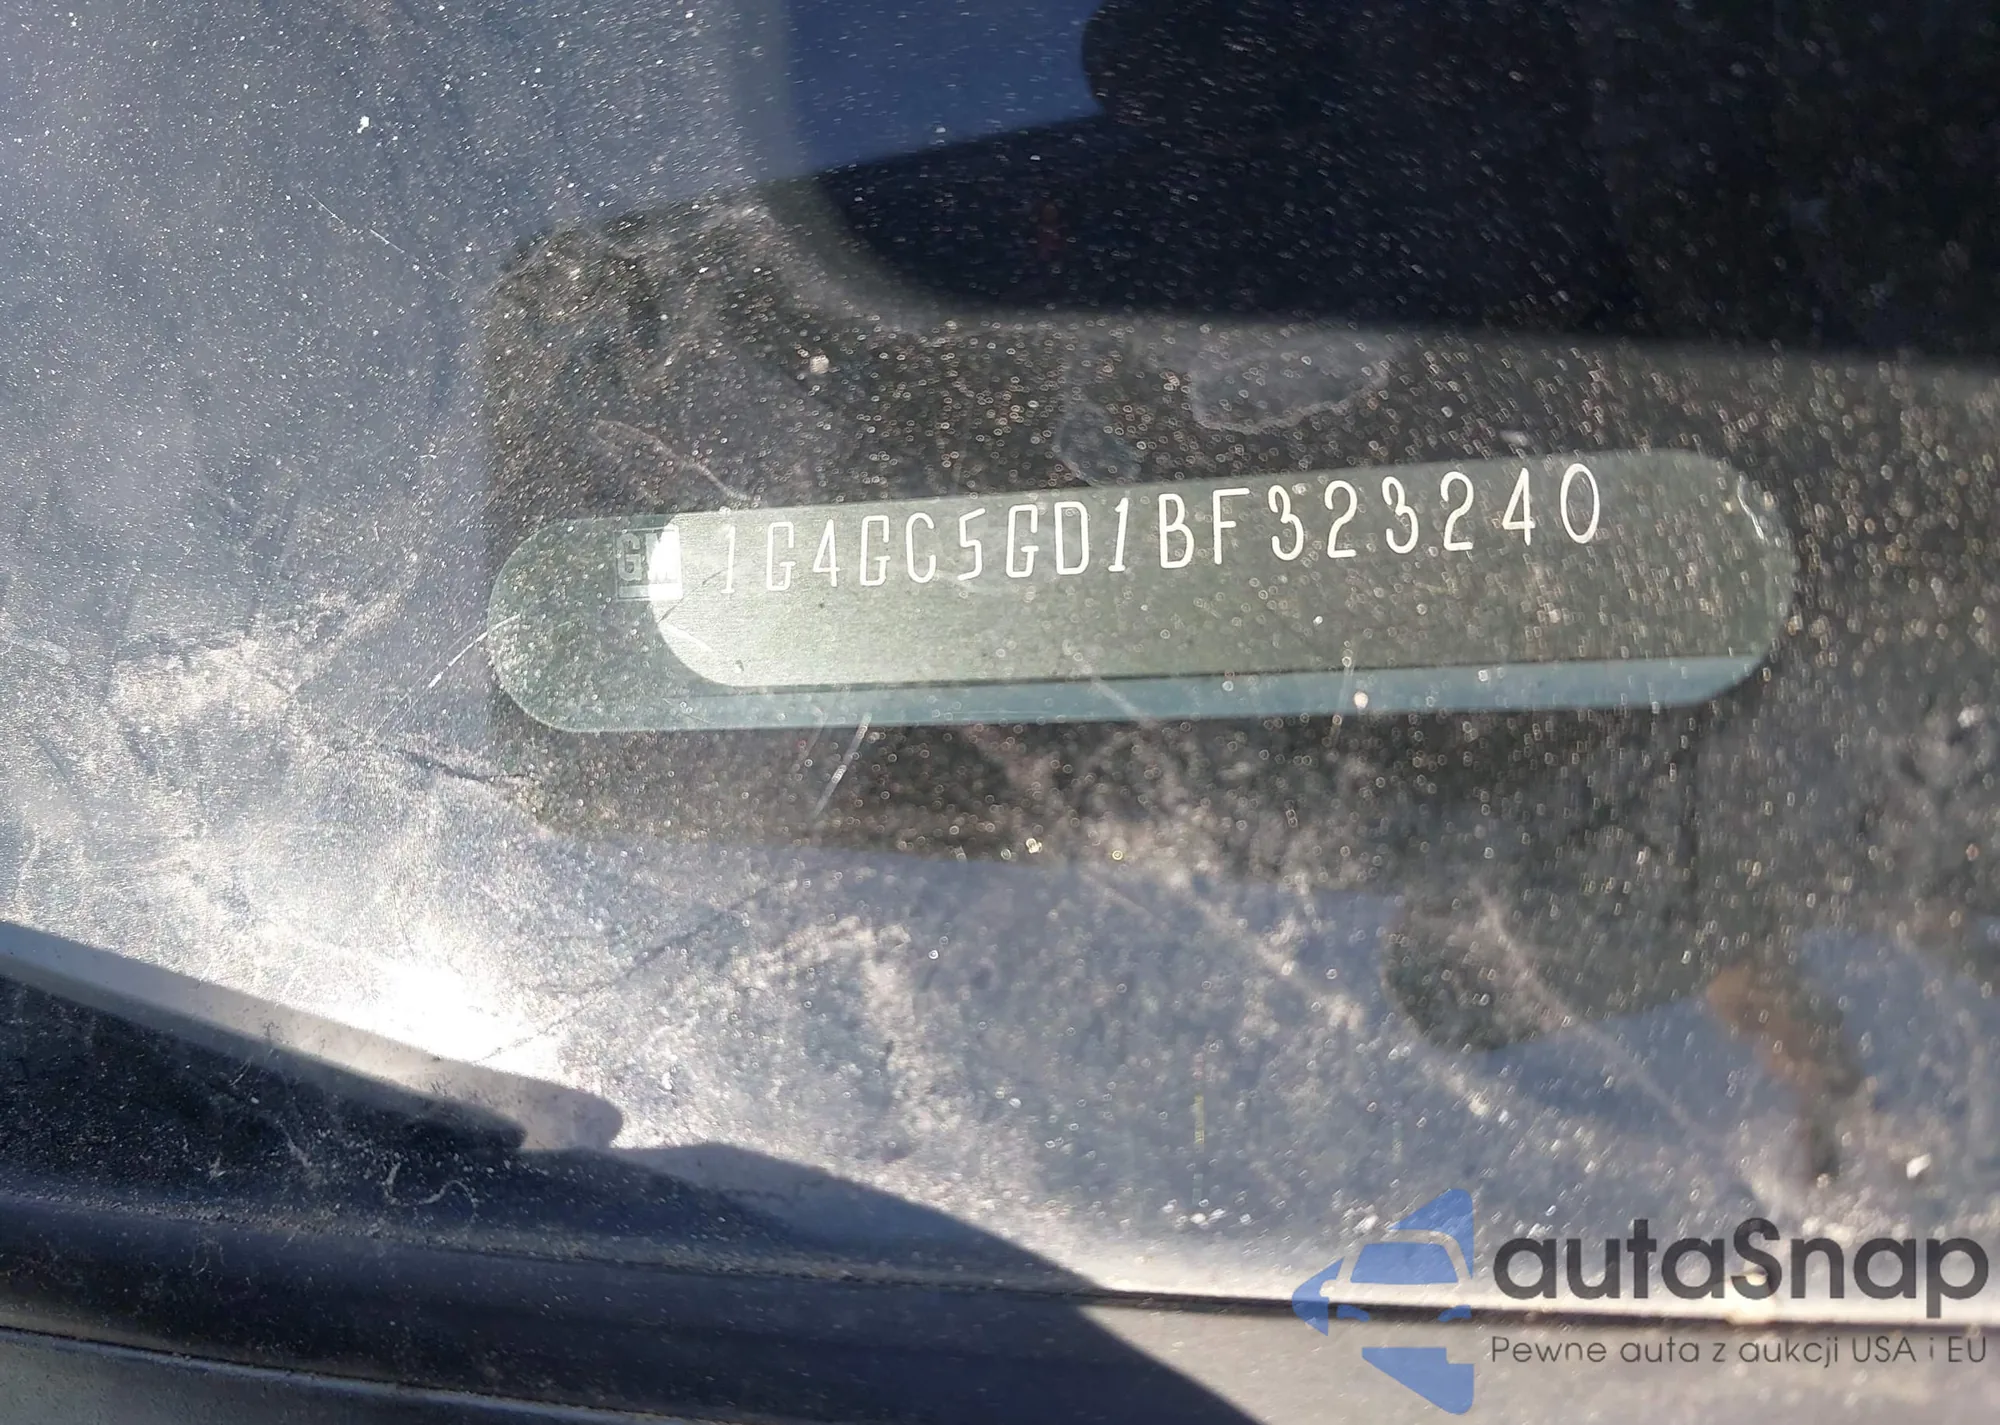 GM 1G4GC5GD1BF323240
autaSnap
Pewne auta z aukcji USA i EU